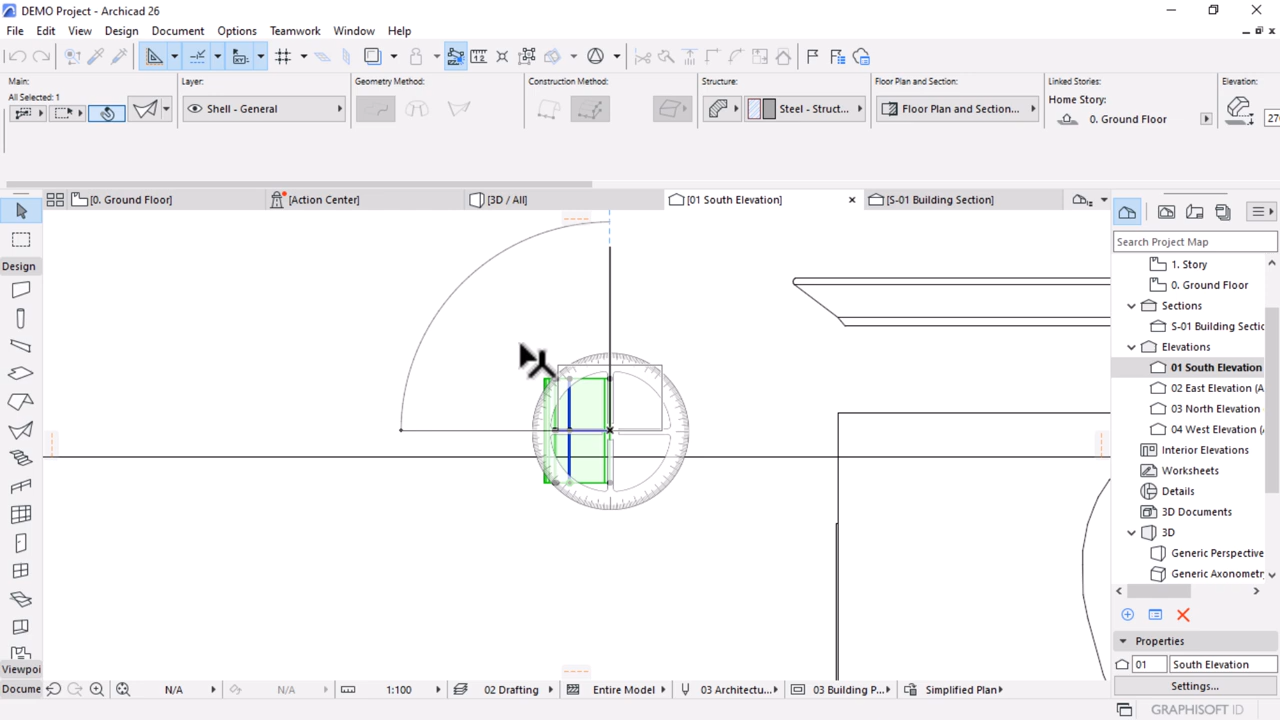 DEMO Project - Archicad 26
File Edit View Design Document Options Teamwork Window Help
Main: Layer: Geometry Method: Construction Method: Structure: Floor Plan and Section: Linked Stories: Elevation:
All Selected: 1
Home Story:
Shell - General
Steel - Struct...
Floor Plan and Section...
0. Ground Floor
270
[0. Ground Floor] [Action Center] [3D / All] [01 South Elevation] [S-01 Building Section]
Search Project Map
Design
1. Story
0. Ground Floor
Sections
S-01 Building Sectio
Elevations
01 South Elevation
02 East Elevation (A
03 North Elevation
04 West Elevation (A
Interior Elevations
Worksheets
Details
3D Documents
3D
Generic Perspective
Generic Axonometr
Properties
01 South Elevation
Viewpoi
Docume
N/A N/A 1:100 02 Drafting Entire Model 03 Architectu... 03 Building P... Simplified Plan
Settings...
GRAPHISOFT ID